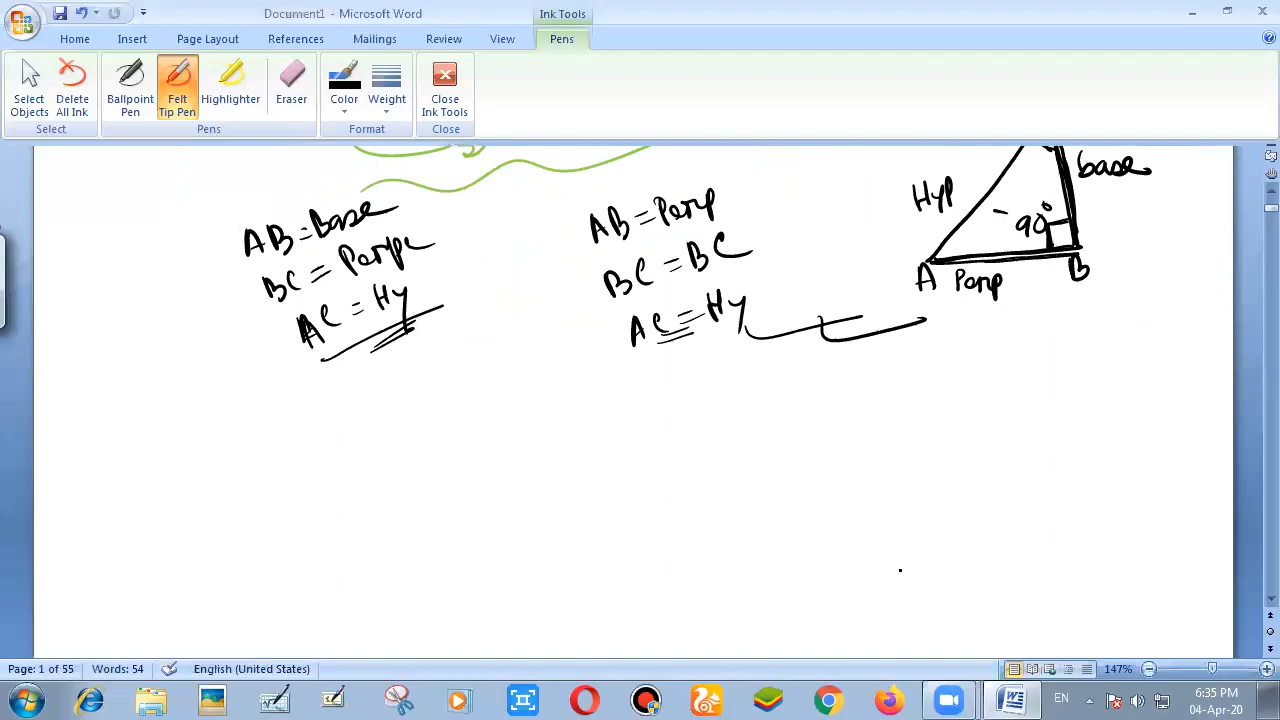 Document1 - Microsoft Word
Ink Tools
Home
Insert
Page Layout
References
Mailings
Review
View
Pens
Select Objects
Delete All Ink
Ballpoint Pen
Felt Tip Pen
Highlighter
Eraser
Color
Weight
Close Ink Tools
Select
Pens
Format
Close
AB = Base
BC = Perpe
AC = Hy
AB = Perp
BC = BC
AC = Hy
base
Hyp
90°
A
Perp
B
Page: 1 of 55
Words: 54
English (United States)
147%
EN
6:35 PM
04-Apr-20